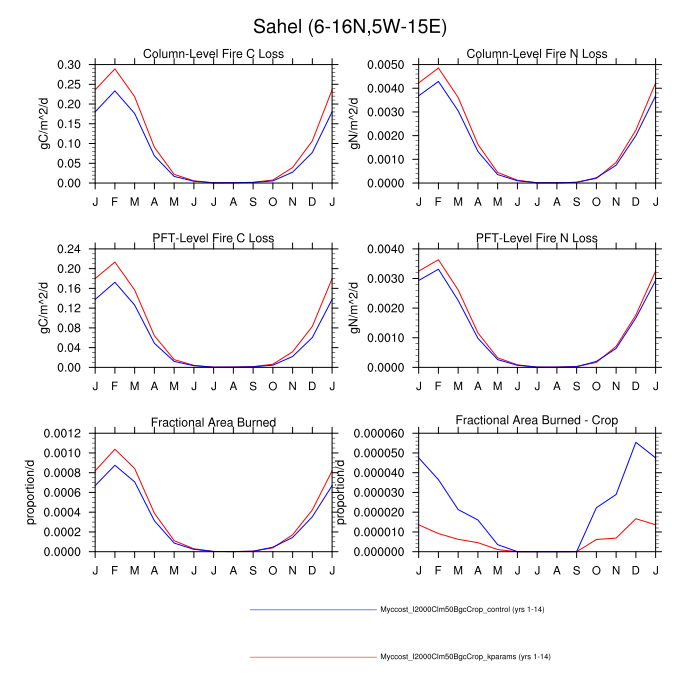 Sahel (6-16N,5W-15E)
Column-Level Fire C Loss
gC/m^2/d
0.30
0.25
0.20
0.15
0.10
0.05
0.00
J F M A M J J A S O N D J
Column-Level Fire N Loss
gN/m^2/d
0.0050
0.0040
0.0030
0.0020
0.0010
0.0000
J F M A M J J A S O N D J
PFT-Level Fire C Loss
gC/m^2/d
0.24
0.20
0.16
0.12
0.08
0.04
0.00
J F M A M J J A S O N D J
PFT-Level Fire N Loss
gN/m^2/d
0.0040
0.0030
0.0020
0.0010
0.0000
J F M A M J J A S O N D J
Fractional Area Burned
proportion/d
0.0012
0.0010
0.0008
0.0006
0.0004
0.0002
0.0000
J F M A M J J A S O N D J
Fractional Area Burned - Crop
proportion/d
0.000060
0.000050
0.000040
0.000030
0.000020
0.000010
0.000000
J F M A M J J A S O N D J
Myccost_I2000Clm50BgcCrop_control (yrs 1-14)
Myccost_I2000Clm50BgcCrop_kparams (yrs 1-14)